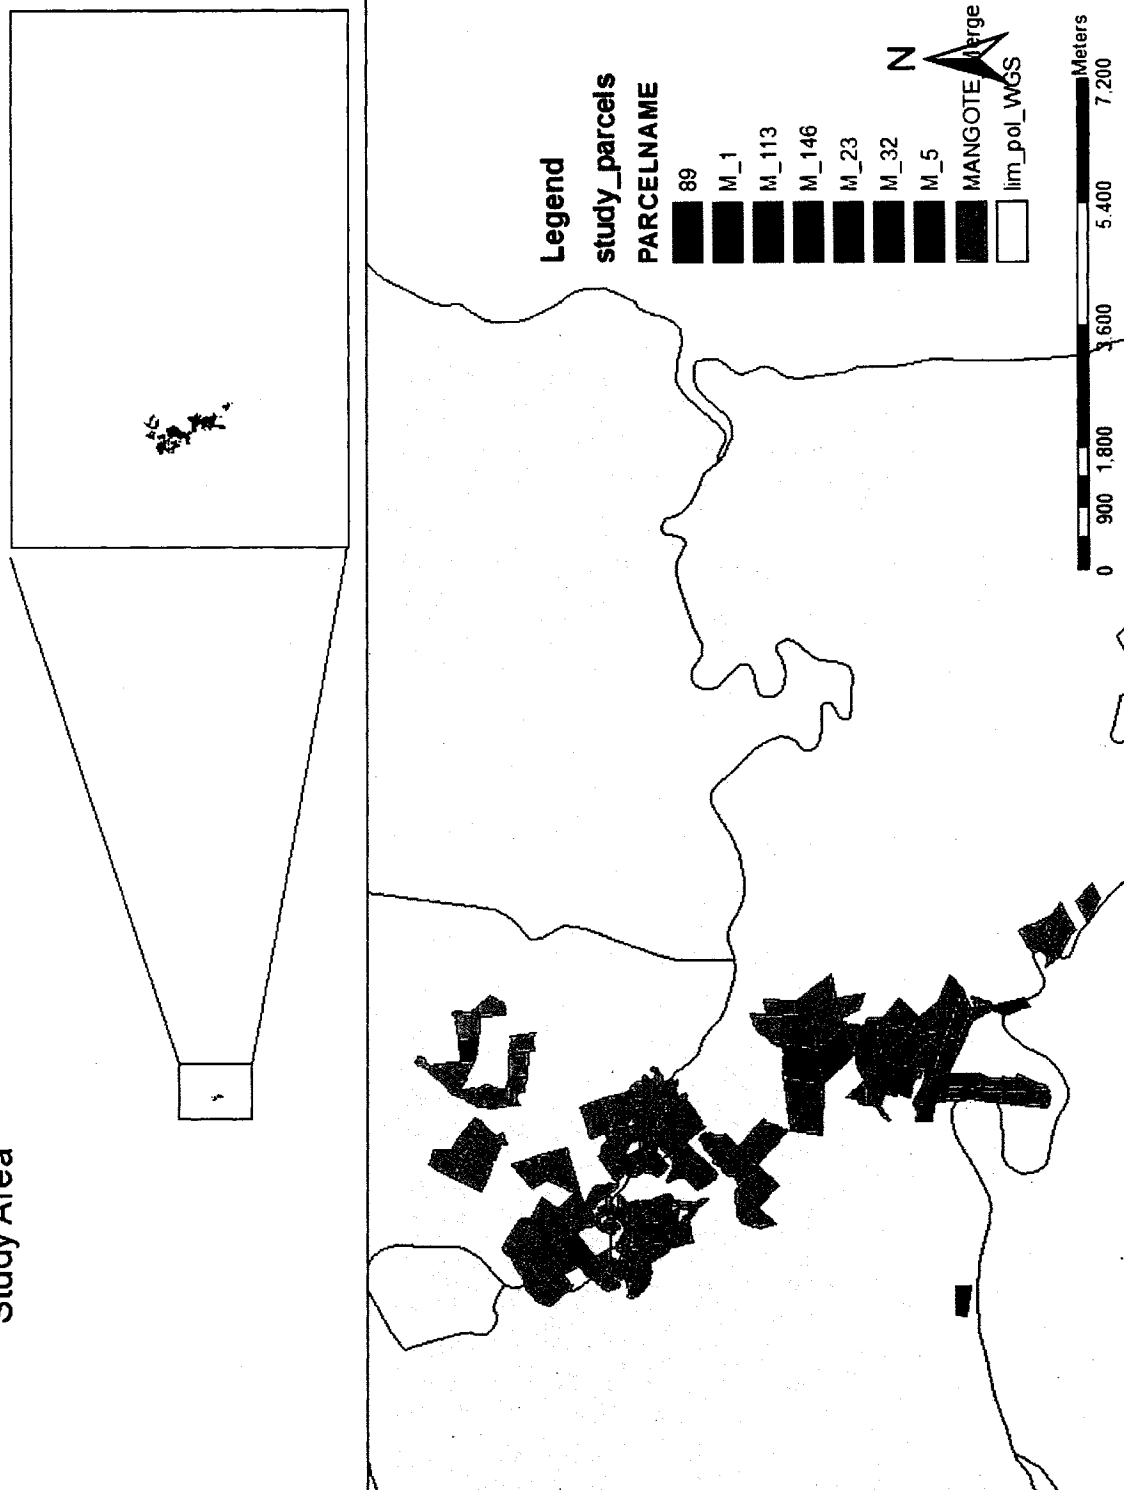 Study Area
N
Legend
study_parcels
PARCELNAME
89
M_1
M_113
M_146
M_23
M_32
M_5
MANGOTE_Merge
lim_pol_WGS
0 900 1,800 3.600 5.400 7.200
Meters